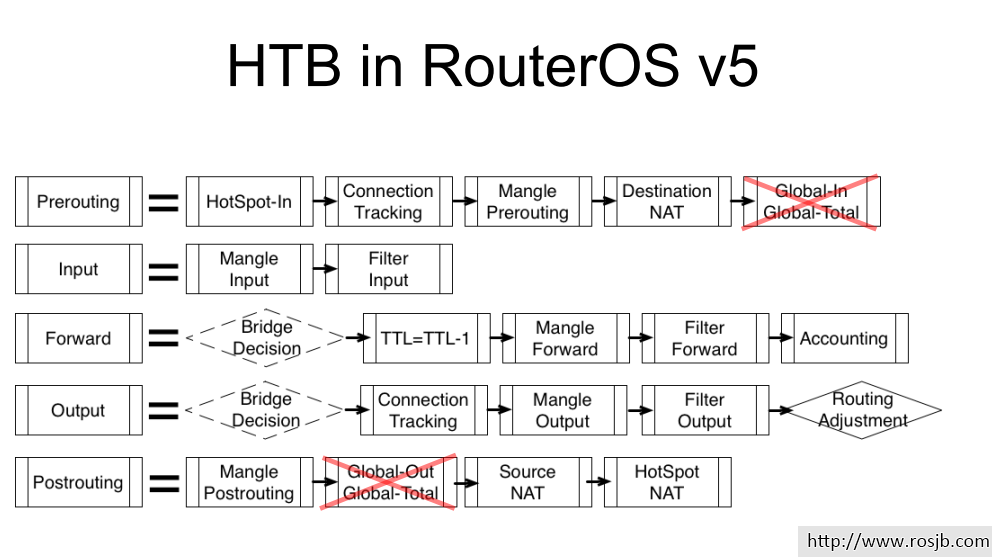 HTB in RouterOS v5
Prerouting = HotSpot-In Connection Tracking Mangle Prerouting Destination NAT Global-In Global-Total
Input = Mangle Input Filter Input
Forward = Bridge Decision TTL=TTL-1 Mangle Forward Filter Forward Accounting
Output = Bridge Decision Connection Tracking Mangle Output Filter Output Routing Adjustment
Postrouting = Mangle Postrouting Global-Out Global-Total Source NAT HotSpot NAT
http://www.rosjb.com